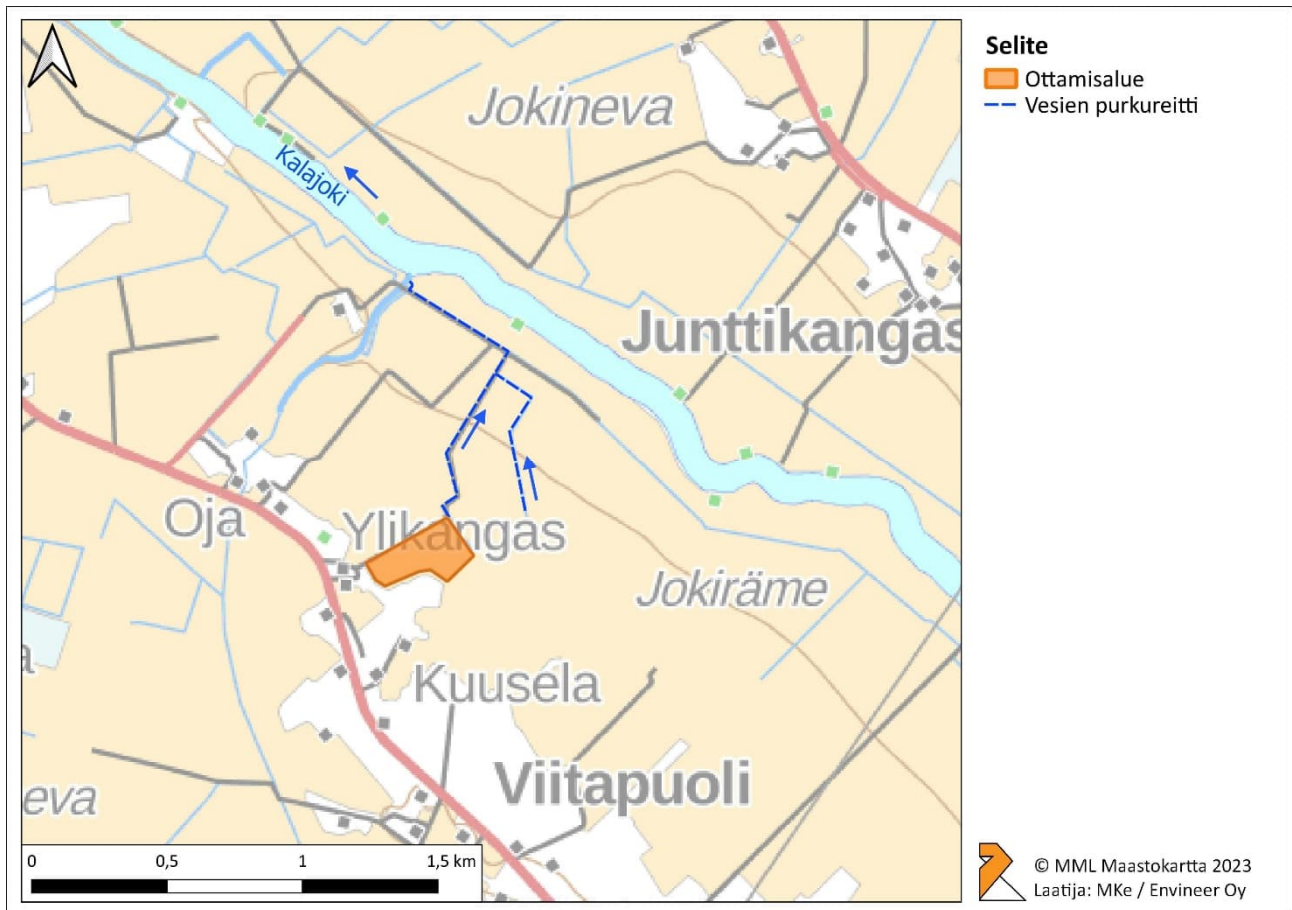 Selite
Ottamisalue
Vesien purkureitti
Jokineva
Kalajoki
Junttikangas
Oja
Ylikangas
Jokiräme
a
Kuusela
Viitapuoli
eva
0 0,5 1 1,5 km
© MML Maastokartta 2023
Laatija: MKe / Envineer Oy